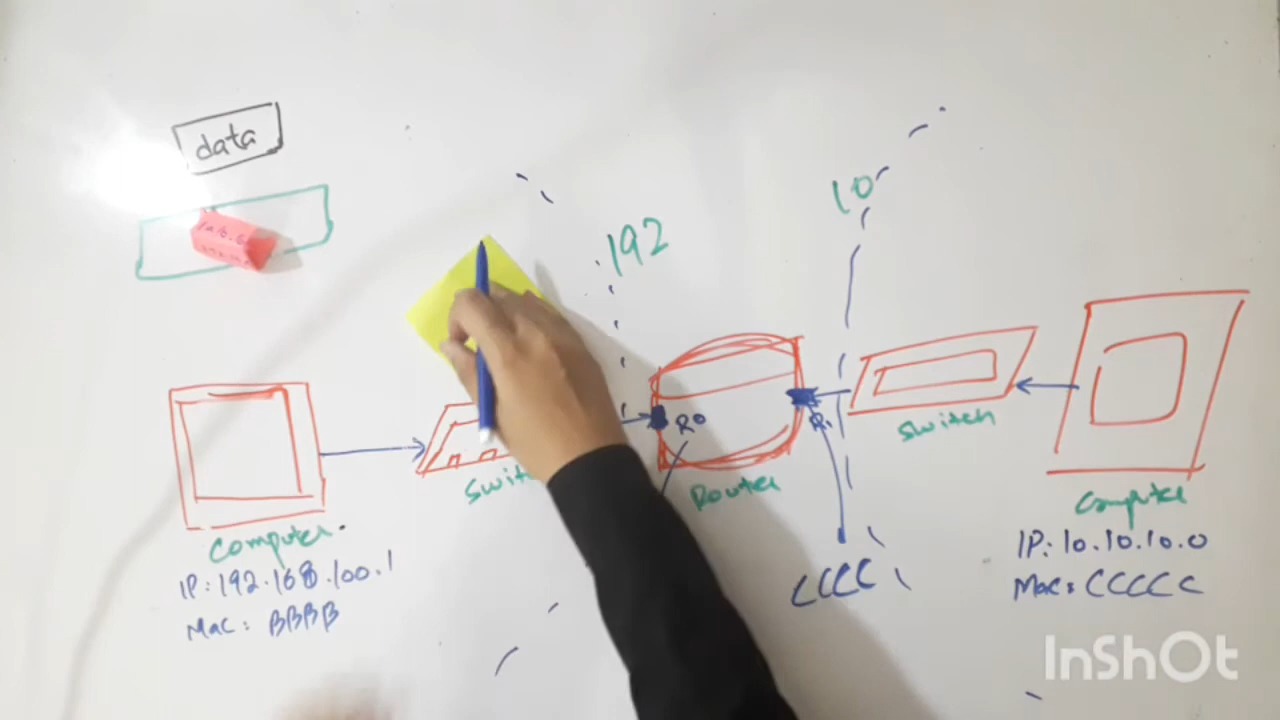 data
10
192
R0
R1
Switch
Switch
Router
Computer
Computer
IP: 192.168.100.1
Mac: BBBB
CCCC
IP: 10.10.10.0
Mac: CCCCC
InShOt